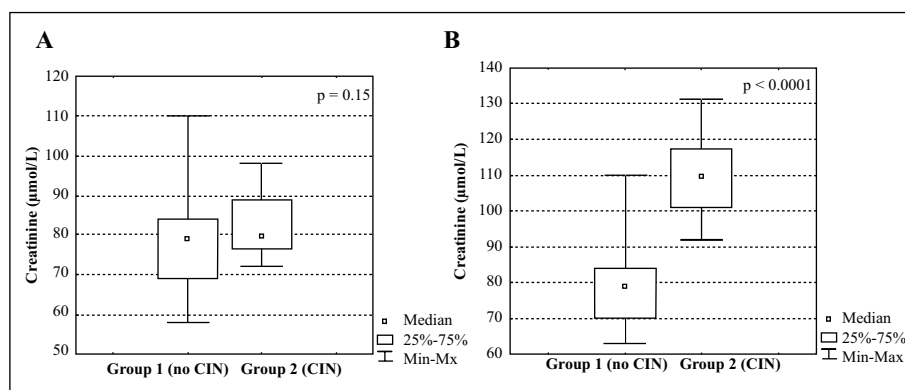 A
120
110
100
90
80
70
60
50
Creatinine (µmol/L)
p = 0.15
Group 1 (no CIN) Group 2 (CIN)
Median
25%-75%
Min-Mx
B
140
130
120
110
100
90
80
70
60
Creatinine (µmol/L)
p < 0.0001
Group 1 (no CIN) Group 2 (CIN)
Median
25%-75%
Min-Max